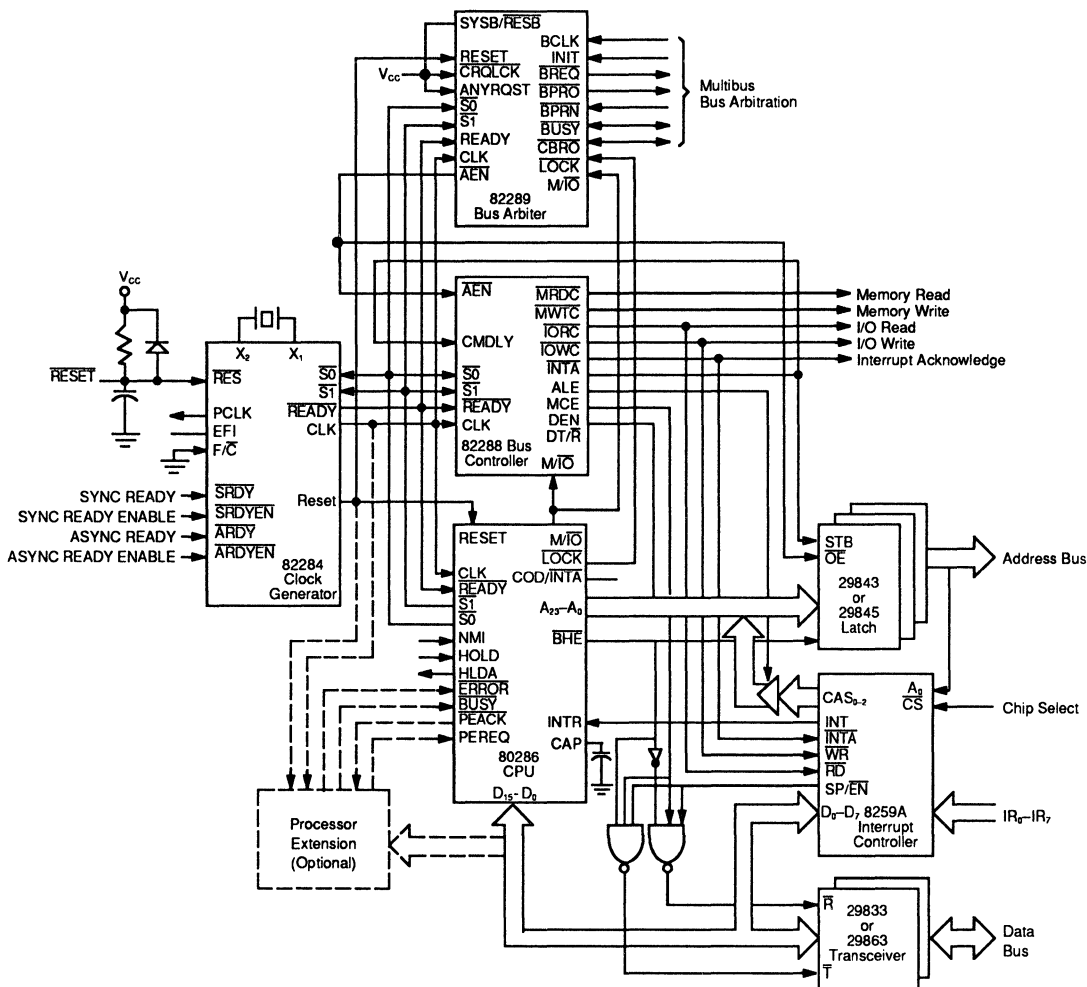 SYSB/RESB
RESET
CRQLCK
ANYRQST
S0
S1
READY
CLK
AEN
BCLK
INIT
BREQ
BPRO
BPRN
BUSY
CBRO
LOCK
M/IO
82289
Bus Arbiter
Vcc
Multibus
Bus Arbitration
AEN
CMDLY
S0
S1
READY
CLK
MRDC
MWTC
IORC
IOWC
INTA
ALE
MCE
DEN
DT/R
82288 Bus
Controller
M/IO
Memory Read
Memory Write
I/O Read
I/O Write
Interrupt Acknowledge
Vcc
RESET
X2
X1
RES
PCLK
EFI
F/C
S0
S1
READY
CLK
SYNC READY
SYNC READY ENABLE
ASYNC READY
ASYNC READY ENABLE
SRDY
SRDYEN
ARDY
ARDYEN
Reset
82284
Clock
Generator
RESET
CLK
READY
S1
S0
NMI
HOLD
HLDA
ERROR
BUSY
PEACK
PEREQ
M/IO
LOCK
COD/INTA
A23–A0
BHE
INTR
CAP
80286
CPU
D15-D0
STB
OE
29843
or
29845
Latch
Address Bus
CAS0-2
A0
CS
INT
INTA
WR
RD
SP/EN
D0–D7 8259A
Interrupt
Controller
Chip Select
IR0–IR7
Processor
Extension
(Optional)
R
29833
or
29863
Transceiver
T
Data
Bus